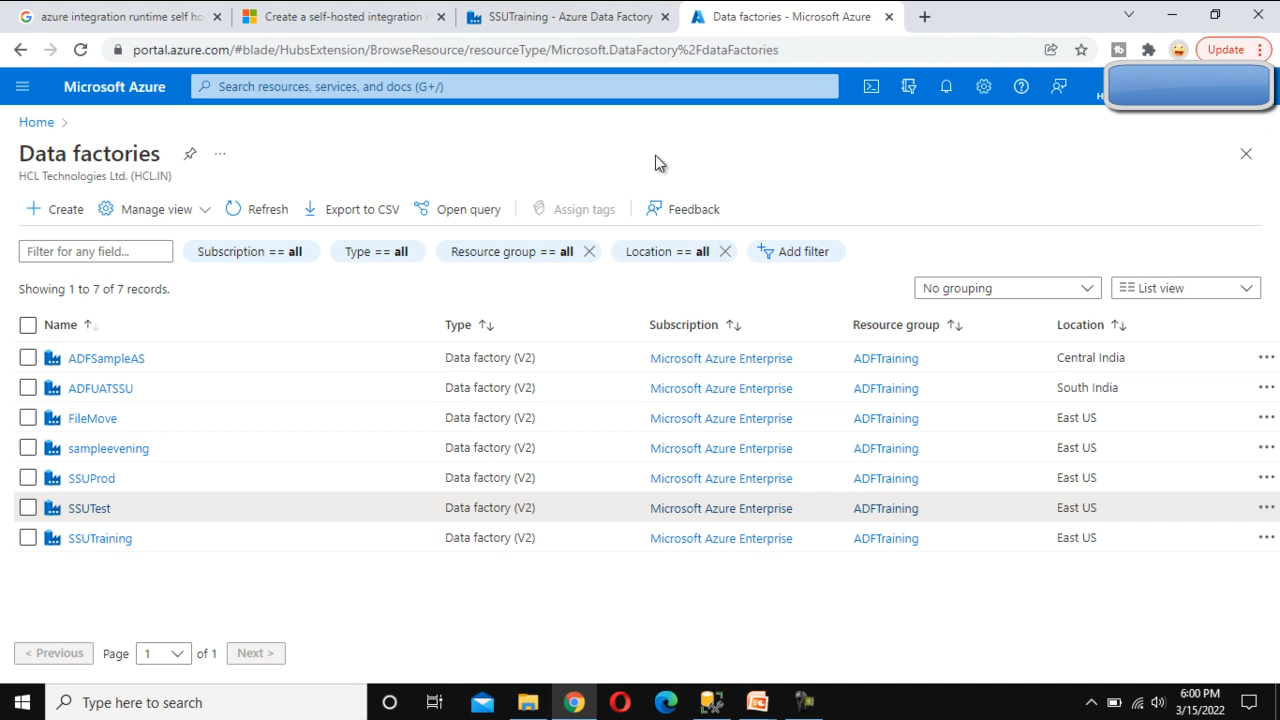 azure integration runtime self ho
Create a self-hosted integration
SSUTraining - Azure Data Factory
Data factories - Microsoft Azure
portal.azure.com/#blade/HubsExtension/BrowseResource/resourceType/Microsoft.DataFactory%2FdataFactories
Update
Microsoft Azure
Search resources, services, and docs (G+/)
Home
Data factories
HCL Technologies Ltd. (HCL.IN)
Create Manage view Refresh Export to CSV Open query Assign tags Feedback
Filter for any field... Subscription == all Type == all Resource group == all Location == all Add filter
Showing 1 to 7 of 7 records.
No grouping List view
Name Type Subscription Resource group Location
ADFSampleAS Data factory (V2) Microsoft Azure Enterprise ADFTraining Central India
ADFUATSSU Data factory (V2) Microsoft Azure Enterprise ADFTraining South India
FileMove Data factory (V2) Microsoft Azure Enterprise ADFTraining East US
sampleevening Data factory (V2) Microsoft Azure Enterprise ADFTraining East US
SSUProd Data factory (V2) Microsoft Azure Enterprise ADFTraining East US
SSUTest Data factory (V2) Microsoft Azure Enterprise ADFTraining East US
SSUTraining Data factory (V2) Microsoft Azure Enterprise ADFTraining East US
< Previous Page 1 of 1 Next >
Type here to search
6:00 PM
3/15/2022